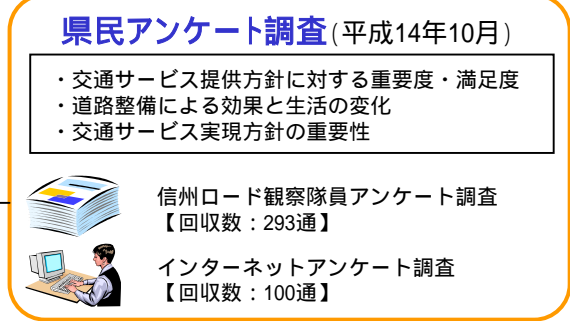 県民アンケート調査(平成14年10月)
・交通サービス提供方針に対する重要度・満足度
・道路整備による効果と生活の変化
・交通サービス実現方針の重要性
信州ロード観察隊員アンケート調査
【回収数：293通】
インターネットアンケート調査
【回収数：100通】